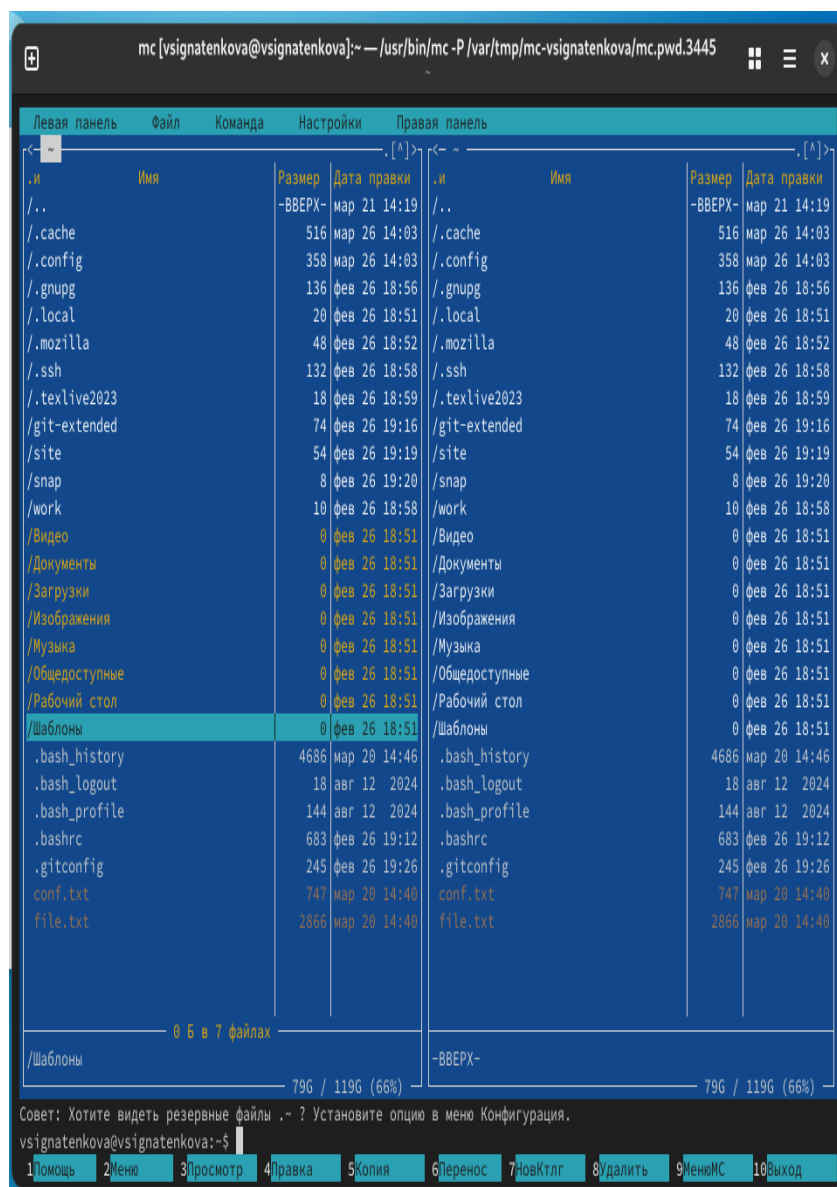 mc [vsignatenkova@vsignatenkova]:~ — /usr/bin/mc -P /var/tmp/mc-vsignatenkova/mc.pwd.3445
~
Левая панель Файл Команда Настройки Правая панель
<- ~ .[^]> <- ~ .[^]>
.и Имя Размер Дата правки .и Имя Размер Дата правки
/.. -ВВЕРХ- мар 21 14:19 /.. -ВВЕРХ- мар 21 14:19
/.cache 516 мар 26 14:03 /.cache 516 мар 26 14:03
/.config 358 мар 26 14:03 /.config 358 мар 26 14:03
/.gnupg 136 фев 26 18:56 /.gnupg 136 фев 26 18:56
/.local 20 фев 26 18:51 /.local 20 фев 26 18:51
/.mozilla 48 фев 26 18:52 /.mozilla 48 фев 26 18:52
/.ssh 132 фев 26 18:58 /.ssh 132 фев 26 18:58
/.texlive2023 18 фев 26 18:59 /.texlive2023 18 фев 26 18:59
/git-extended 74 фев 26 19:16 /git-extended 74 фев 26 19:16
/site 54 фев 26 19:19 /site 54 фев 26 19:19
/snap 8 фев 26 19:20 /snap 8 фев 26 19:20
/work 10 фев 26 18:58 /work 10 фев 26 18:58
/Видео 0 фев 26 18:51 /Видео 0 фев 26 18:51
/Документы 0 фев 26 18:51 /Документы 0 фев 26 18:51
/Загрузки 0 фев 26 18:51 /Загрузки 0 фев 26 18:51
/Изображения 0 фев 26 18:51 /Изображения 0 фев 26 18:51
/Музыка 0 фев 26 18:51 /Музыка 0 фев 26 18:51
/Общедоступные 0 фев 26 18:51 /Общедоступные 0 фев 26 18:51
/Рабочий стол 0 фев 26 18:51 /Рабочий стол 0 фев 26 18:51
/Шаблоны 0 фев 26 18:51 /Шаблоны 0 фев 26 18:51
.bash_history 4686 мар 20 14:46 .bash_history 4686 мар 20 14:46
.bash_logout 18 авг 12 2024 .bash_logout 18 авг 12 2024
.bash_profile 144 авг 12 2024 .bash_profile 144 авг 12 2024
.bashrc 683 фев 26 19:12 .bashrc 683 фев 26 19:12
.gitconfig 245 фев 26 19:26 .gitconfig 245 фев 26 19:26
conf.txt 747 мар 20 14:40 conf.txt 747 мар 20 14:40
file.txt 2866 мар 20 14:40 file.txt 2866 мар 20 14:40
0 Б в 7 файлах
/Шаблоны -ВВЕРХ-
79G / 119G (66%) 79G / 119G (66%)
Совет: Хотите видеть резервные файлы .~ ? Установите опцию в меню Конфигурация.
vsignatenkova@vsignatenkova:~$
1Помощь 2Меню 3Просмотр 4Правка 5Копия 6Перенос 7НовКтлг 8Удалить 9МенюМС 10Выход